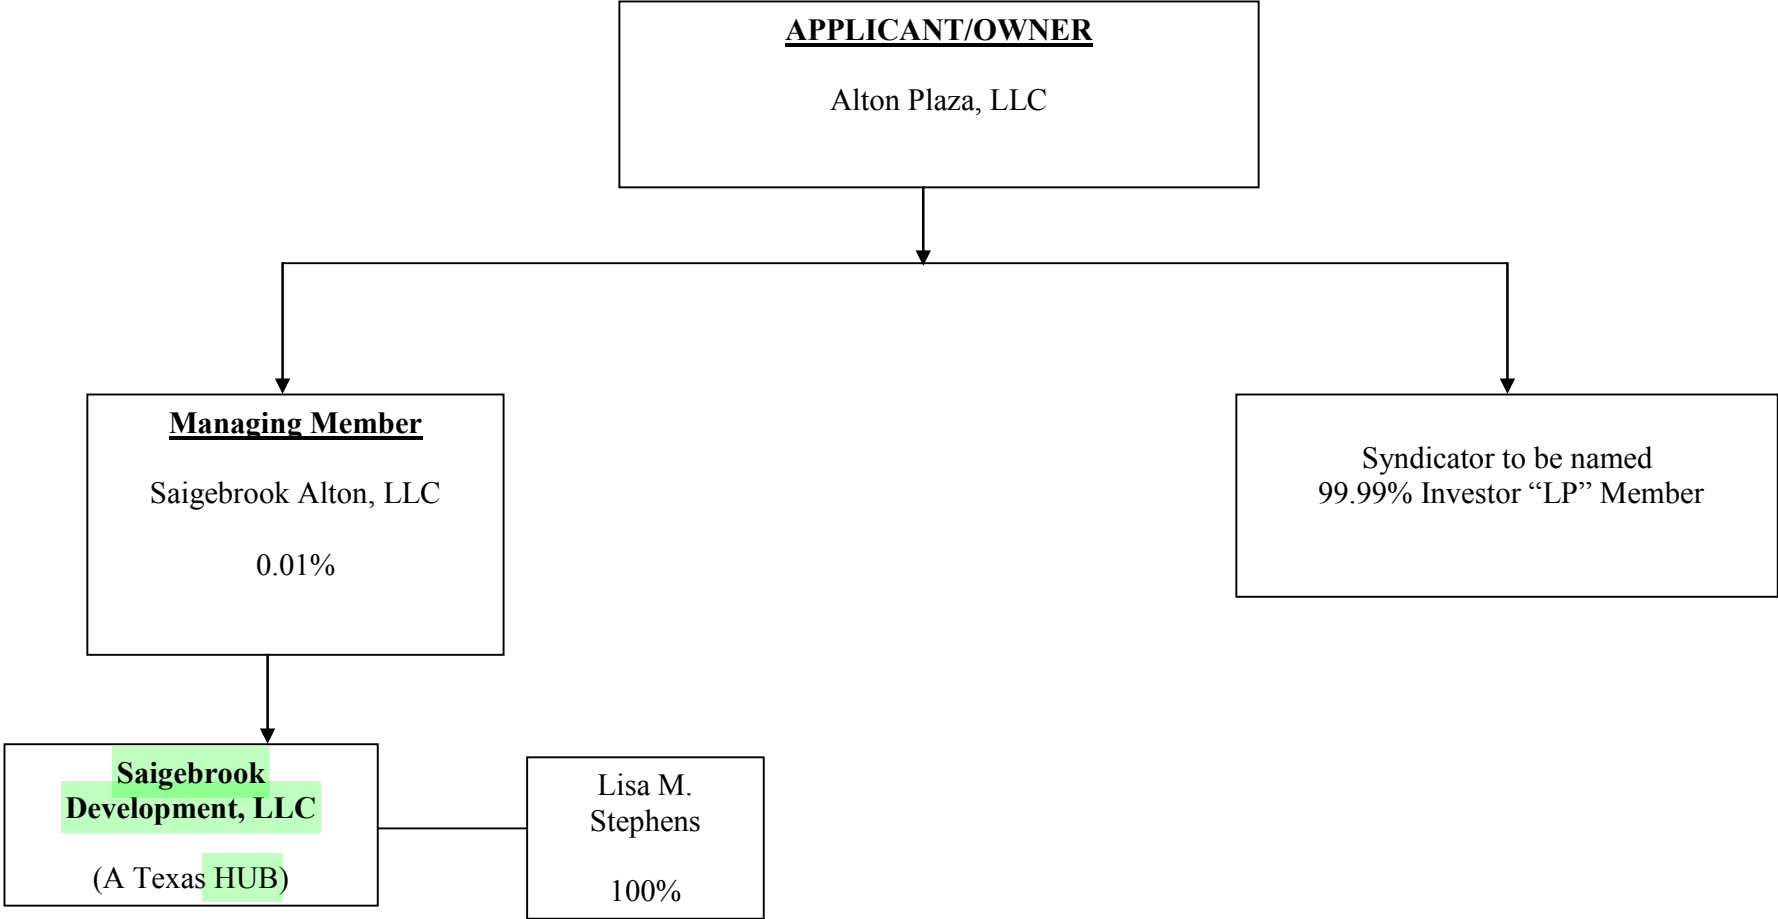 APPLICANT/OWNER
Alton Plaza, LLC
Managing Member
Saigebrook Alton, LLC
0.01%
Syndicator to be named
99.99% Investor “LP” Member
Saigebrook
Development, LLC
(A Texas HUB)
Lisa M.
Stephens
100%